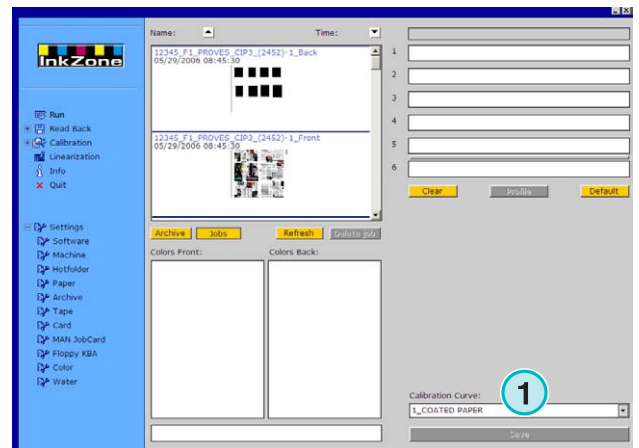 InkZone
Run
Read Back
Calibration
Linearization
Info
Quit
Settings
Software
Machine
Hotfolder
Paper
Archive
Tape
Card
MAN JobCard
Floppy KBA
Color
Water
Name:
Time:
12345_F1_PROVES_CIP3_(2452)-1_Back
05/29/2006 08:45:30
12345_F1_PROVES_CIP3_(2452)-1_Front
05/29/2006 08:45:30
Archive
Jobs
Refresh
Delete job
Colors Front:
Colors Back:
1
2
3
4
5
6
Clear
Profile
Default
Calibration Curve:
1
1_COATED PAPER
Save